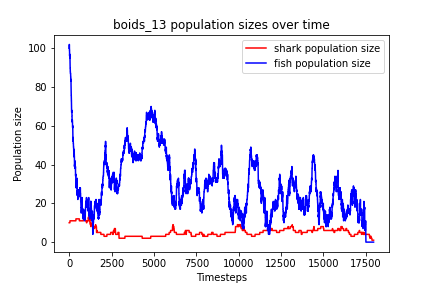 boids_13 population sizes over time
shark population size
fish population size
Population size
100
80
60
40
20
0
0
2500
5000
7500
10000
12500
15000
17500
Timesteps